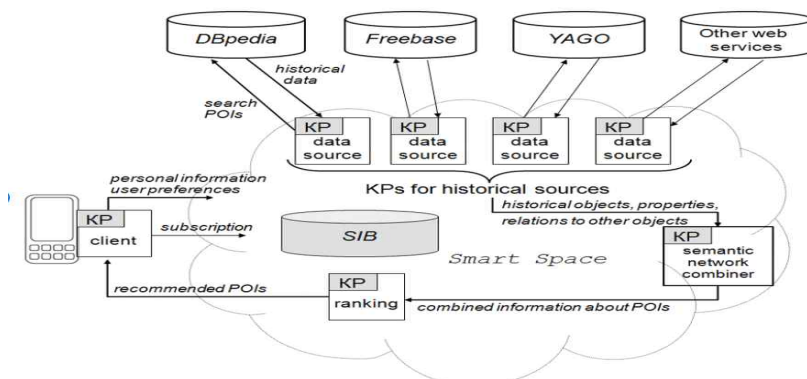 DBpedia
Freebase
YAGO
Other web
services
historical
data
search
POIs
KP
data
source
KP
data
source
KP
data
source
KP
data
source
KPs for historical sources
personal information
user preferences
historical objects, properties,
relations to other objects
KP
client
subscription
SIB
Smart Space
KP
semantic
network
combiner
KP
ranking
recommended POIs
combined information about POIs